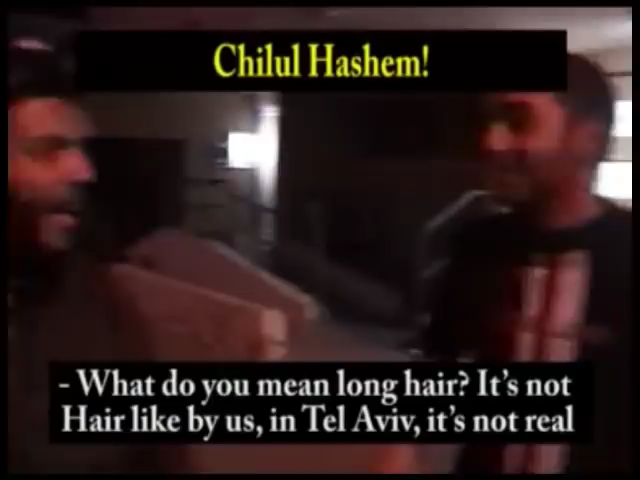 Chilul Hashem!
- What do you mean long hair? It's not
Hair like by us, in Tel Aviv, it's not real